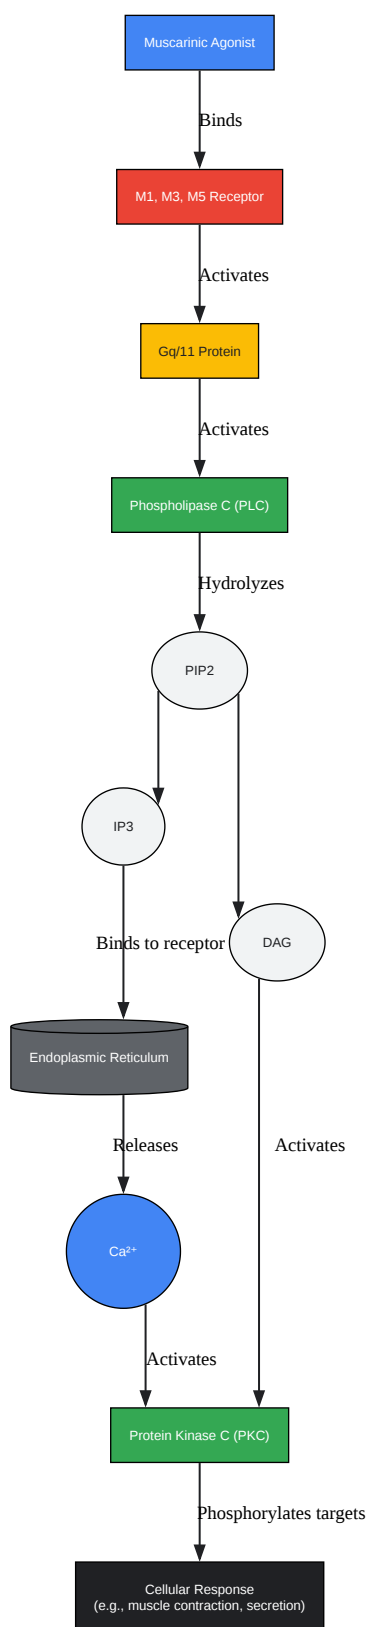 Muscarinic Agonist
Binds
M1, M3, M5 Receptor
Activates
Gq/11 Protein
Activates
Phospholipase C (PLC)
Hydrolyzes
PIP2
IP3
Binds to receptor
DAG
Endoplasmic Reticulum
Releases
Activates
Ca²⁺
Activates
Protein Kinase C (PKC)
Phosphorylates targets
Cellular Response
(e.g., muscle contraction, secretion)